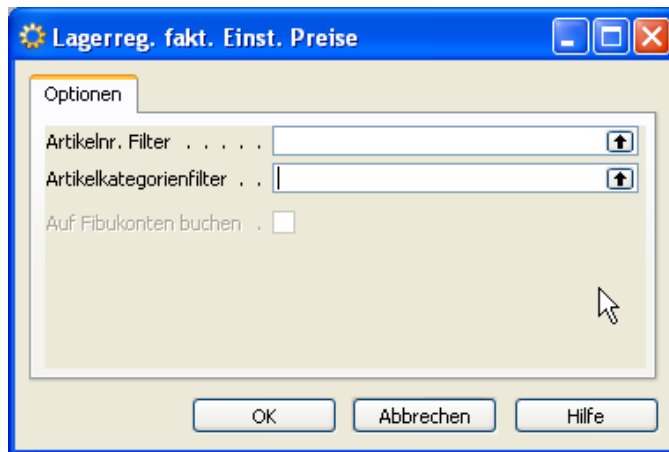 Lagerreg. fakt. Einst. Preise
Optionen
Artikelnr. Filter . . . . .
Artikelkategorienfilter . .
Auf Fibukonten buchen .
OK Abbrechen Hilfe